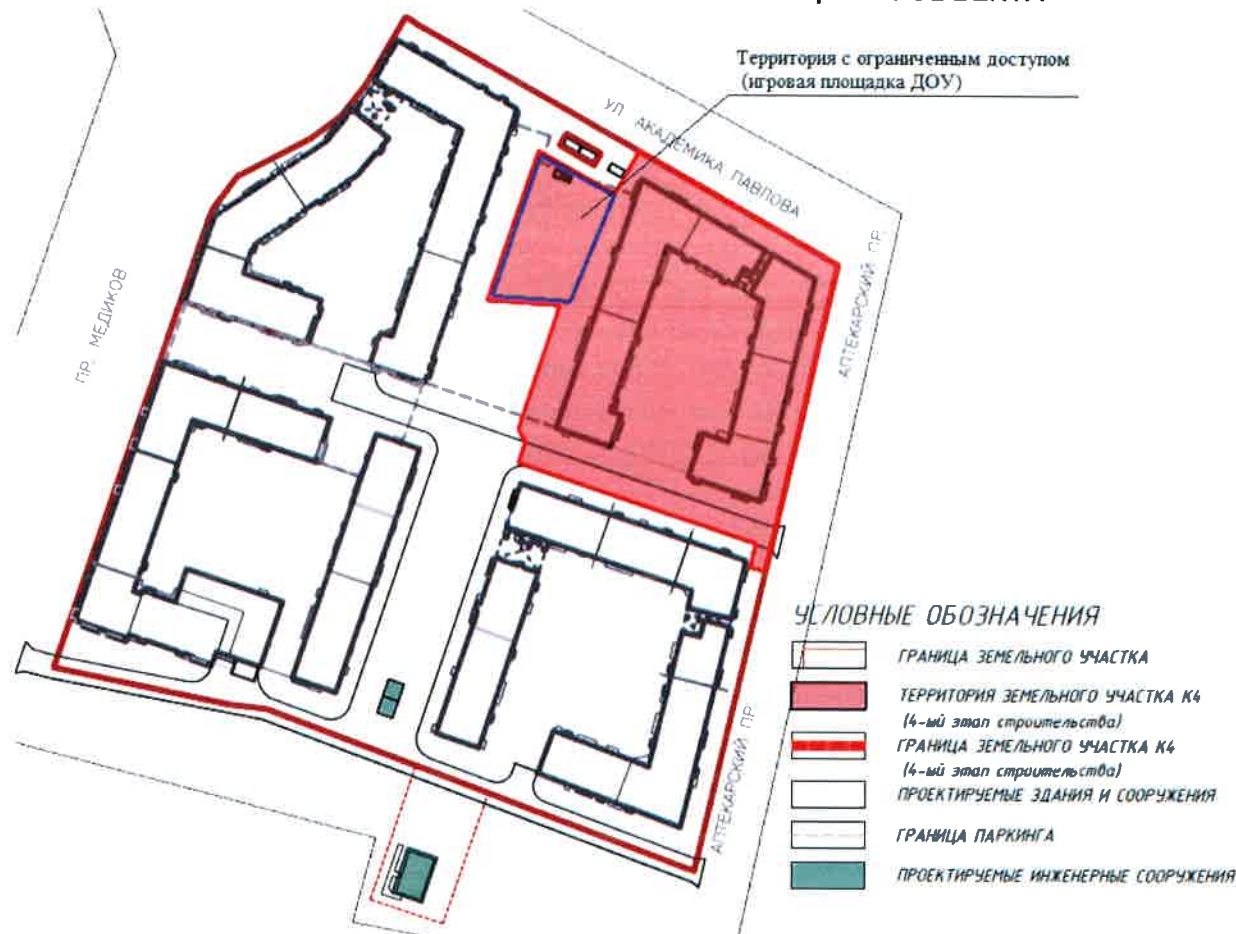 Территория с ограниченным доступом
(игровая площадка ДОУ)
УЛ АКАДЕМИКА ПАВЛОВА
АПТЕКАРСКИЙ ПР.
ПР. МЕДИКОВ
АПТЕКАРСКИЙ ПР.
УСЛОВНЫЕ ОБОЗНАЧЕНИЯ
ГРАНИЦА ЗЕМЕЛЬНОГО УЧАСТКА
ТЕРРИТОРИЯ ЗЕМЕЛЬНОГО УЧАСТКА К4
(4-ый этап строительства)
ГРАНИЦА ЗЕМЕЛЬНОГО УЧАСТКА К4
(4-ый этап строительства)
ПРОЕКТИРУЕМЫЕ ЗДАНИЯ И СООРУЖЕНИЯ
ГРАНИЦА ПАРКИНГА
ПРОЕКТИРУЕМЫЕ ИНЖЕНЕРНЫЕ СООРУЖЕНИЯ